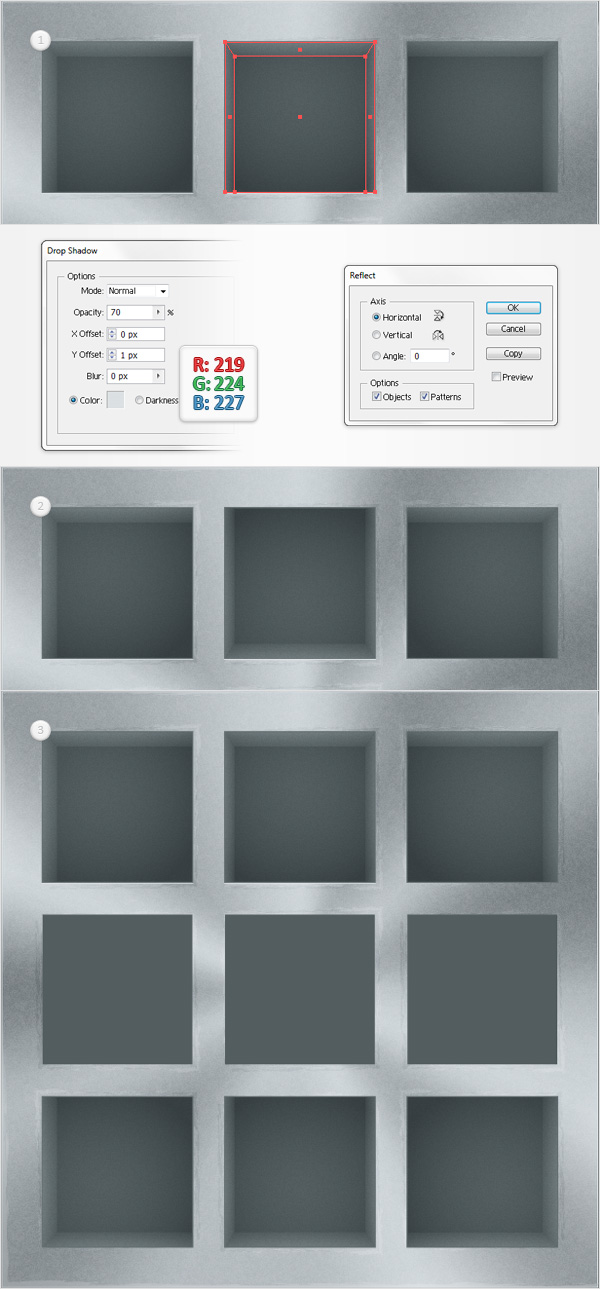 1
Drop Shadow
Options
Mode: Normal
Opacity: 70 %
X Offset: 0 px
Y Offset: 1 px
Blur: 0 px
Color: Darkness
R: 219
G: 224
B: 227
Reflect
Axis
Horizontal
Vertical
Angle: 0 °
Options
Objects Patterns
OK
Cancel
Copy
Preview
2
3